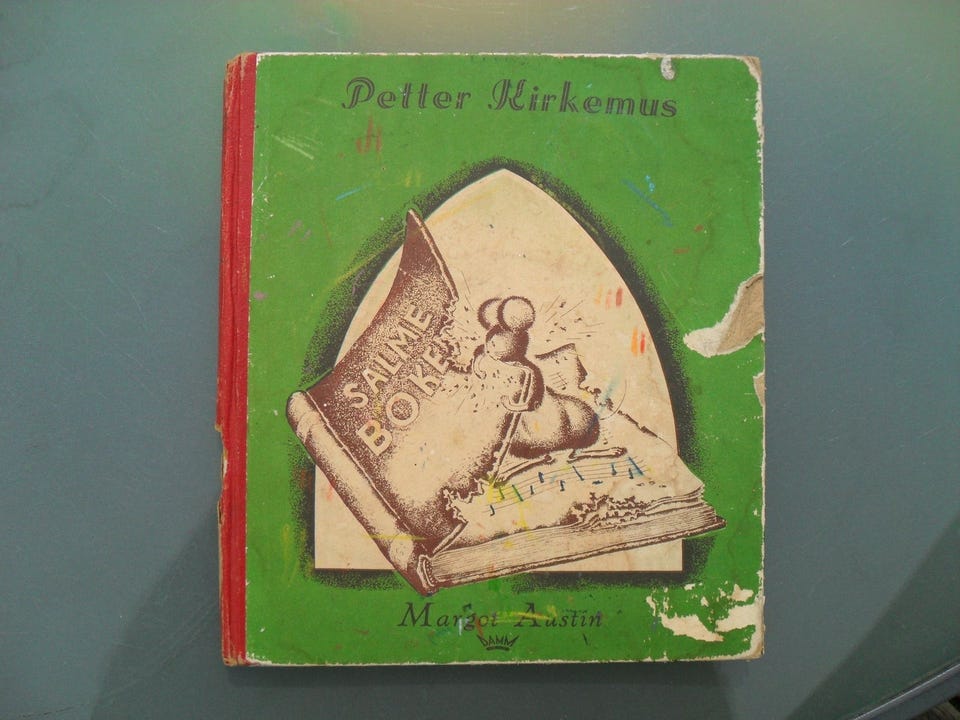 Petter Kirkemus
SALME
BOKE
Margot Austin
DAMM